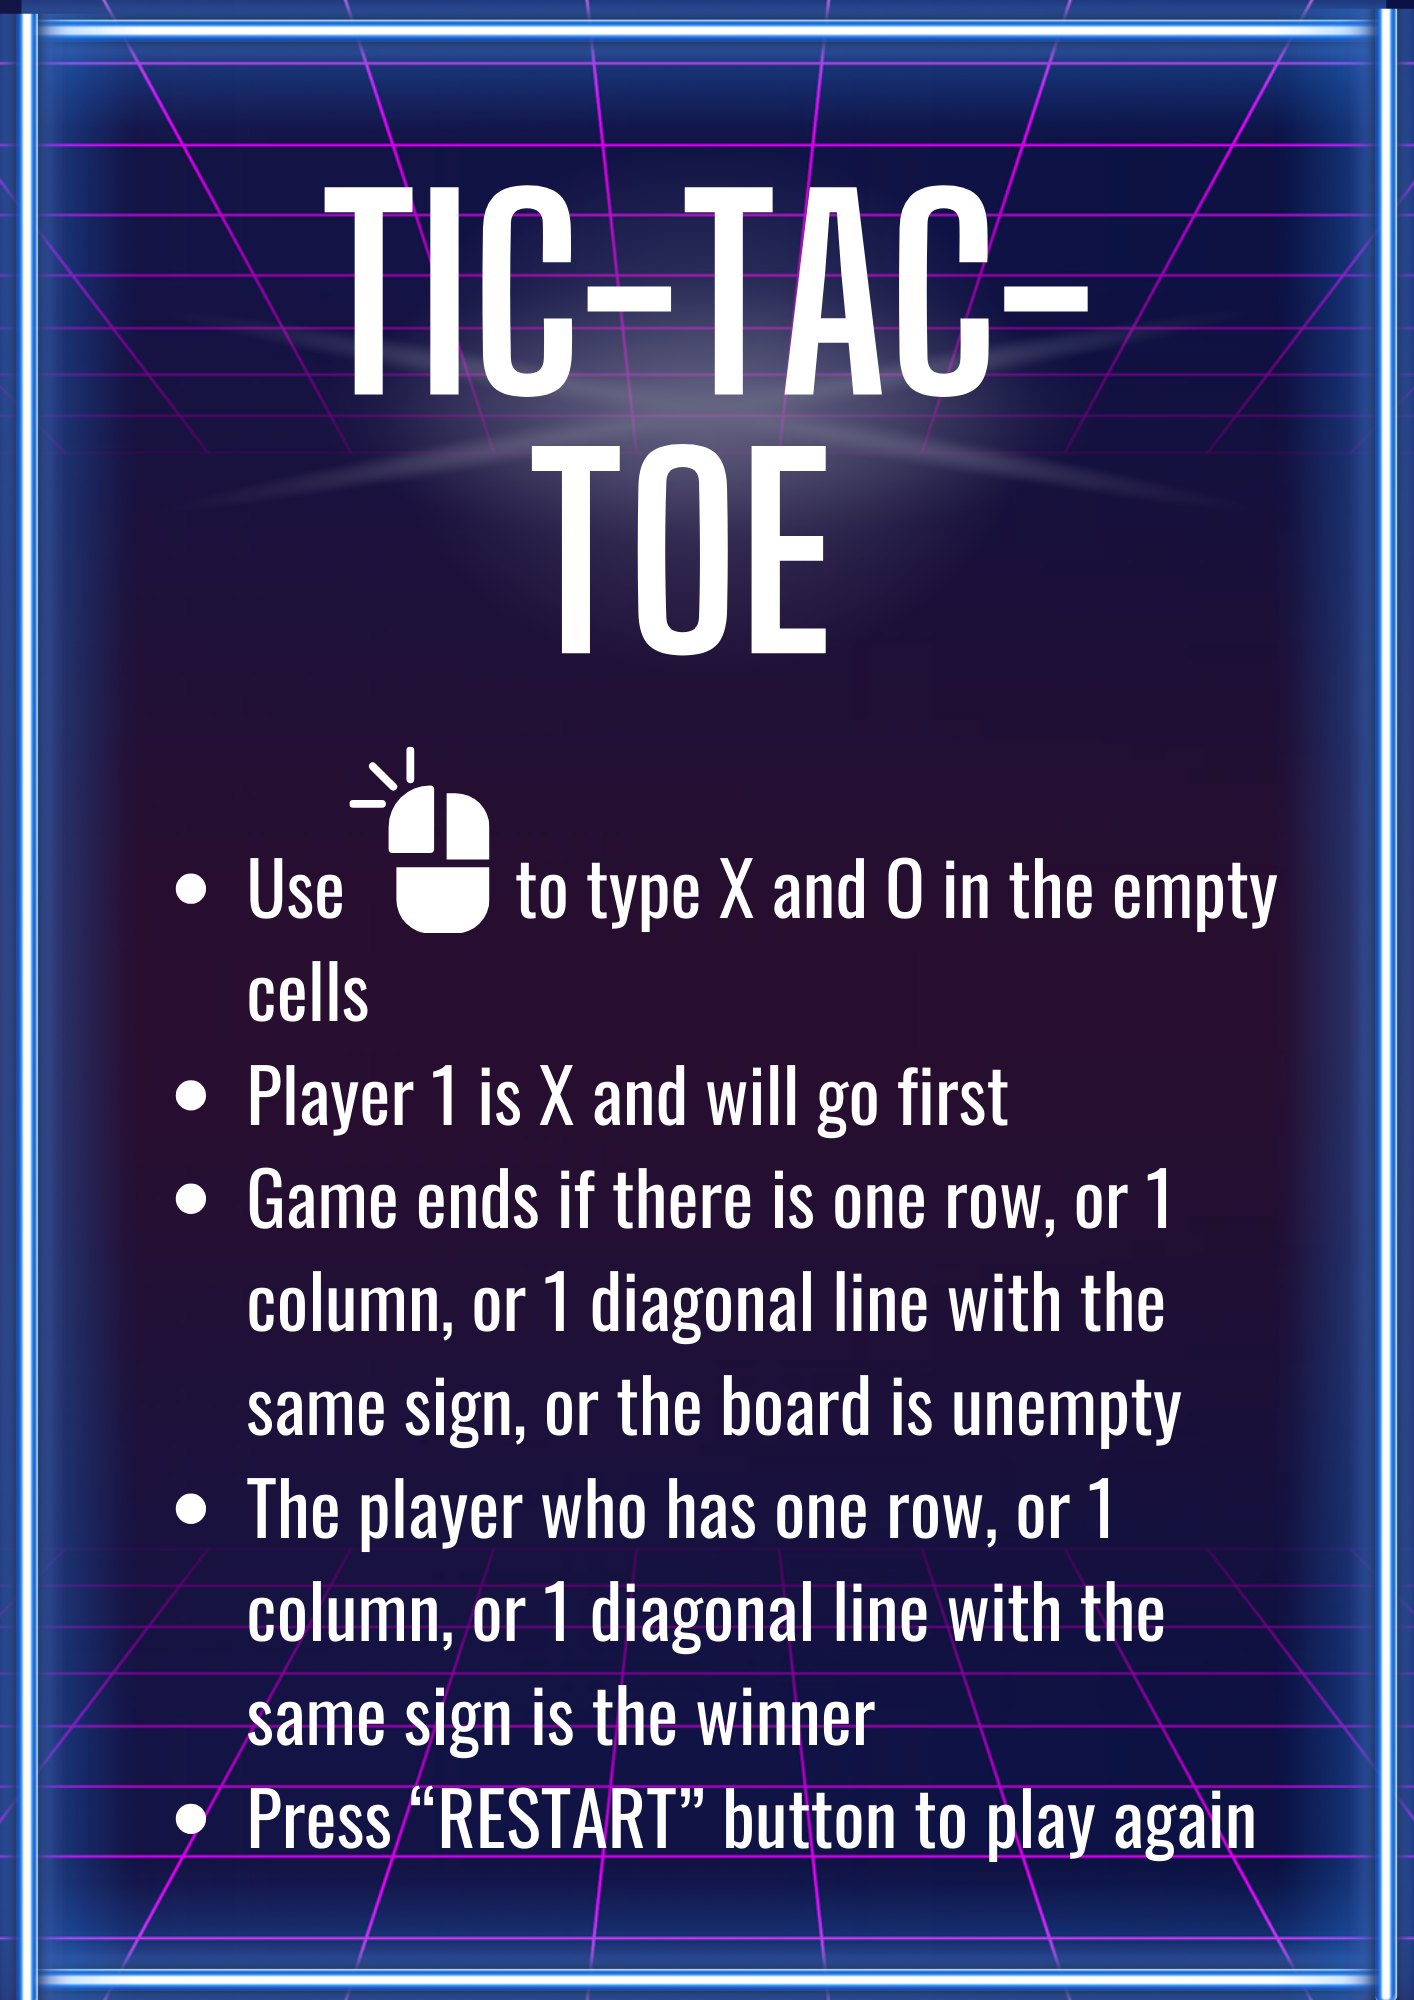 TIC-TAC-
TOE
• Use to type X and O in the empty
cells
• Player 1 is X and will go first
• Game ends if there is one row, or 1
column, or 1 diagonal line with the
same sign, or the board is unempty
• The player who has one row, or 1
column, or 1 diagonal line with the
same sign is the winner
• Press “RESTART” button to play again